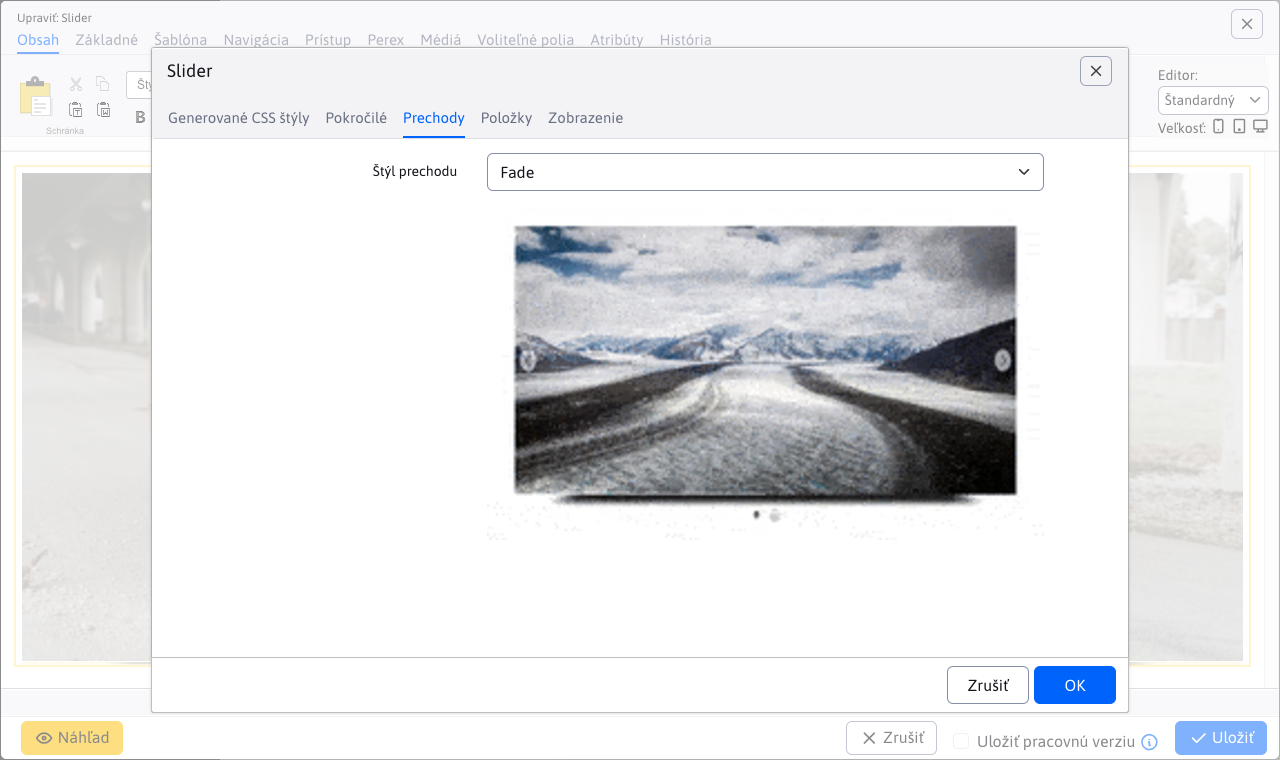 Upraviť: Slider
Obsah Základné Šablóna Navigácia Prístup Perex Médiá Voliteľné polia Atribúty História
Slider
Generované CSS štýly Pokročilé Prechody Položky Zobrazenie
Editor:
Štandardný
Veľkosť:
B
Schránka
Štýl prechodu
Fade
Zrušiť OK
Náhľad
Zrušiť Uložiť pracovnú verziu Uložiť